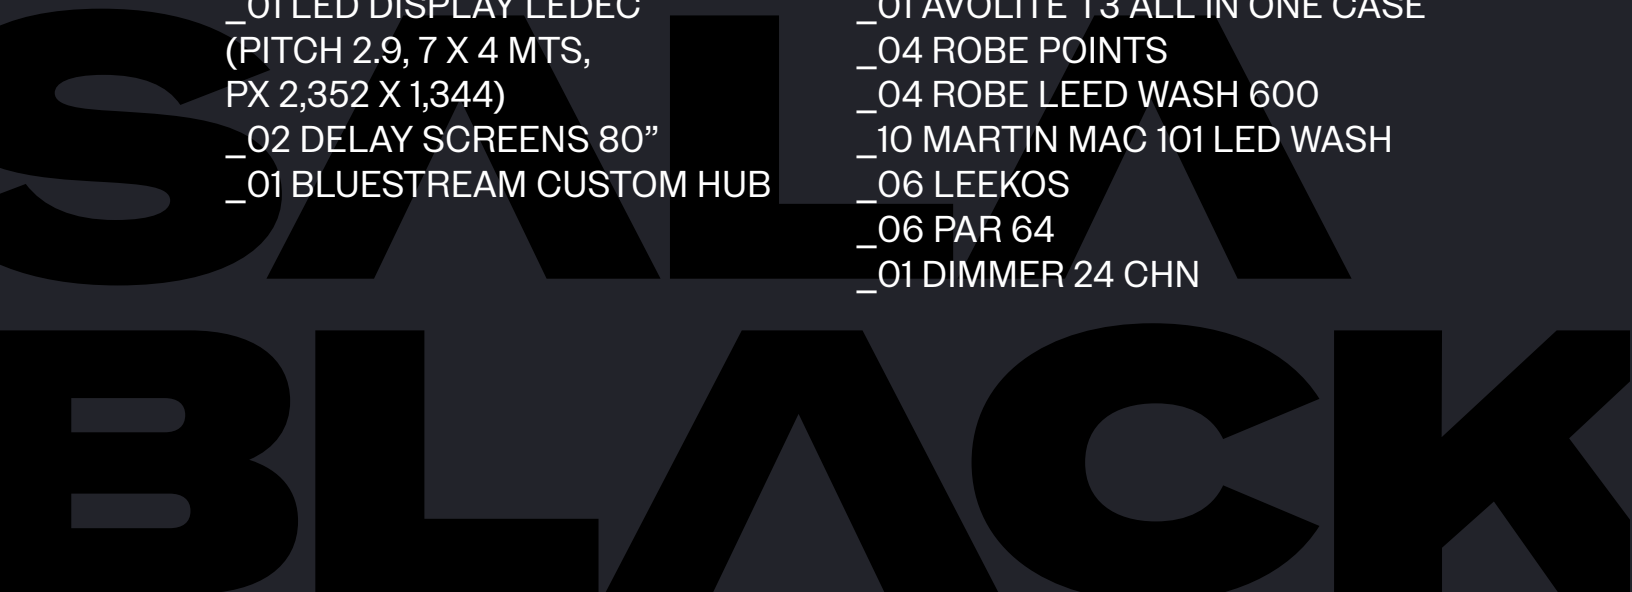 _01 LED DISPLAY LEDEC
(PITCH 2.9, 7 X 4 MTS,
PX 2,352 X 1,344)
_02 DELAY SCREENS 80”
_01 BLUESTREAM CUSTOM HUB
_01 AVOLITE T3 ALL IN ONE CASE
_04 ROBE POINTS
_04 ROBE LEED WASH 600
_10 MARTIN MAC 101 LED WASH
_06 LEEKOS
_06 PAR 64
_01 DIMMER 24 CHN
SALA
BLACK